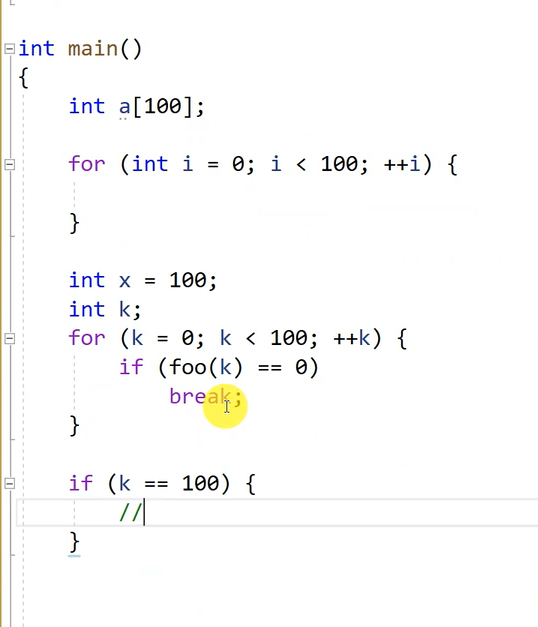 int main()
{
int a[100];
for (int i = 0; i < 100; ++i) {
}
int x = 100;
int k;
for (k = 0; k < 100; ++k) {
if (foo(k) == 0)
break;
}
if (k == 100) {
//
}